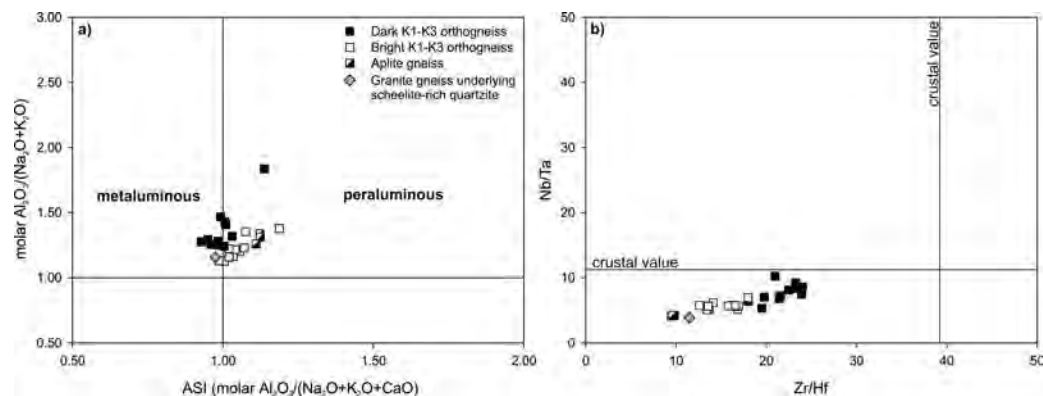 3.00
a)
Dark K1-K3 orthogneiss
Bright K1-K3 orthogneiss
Aplite gneiss
Granite gneiss underlying
scheelite-rich quartzite
2.50
2.00
metaluminous
peraluminous
1.50
1.00
0.50
0.50
1.00
1.50
2.00
molar Al₂O₃/(Na₂O+K₂O)
ASI (molar Al₂O₃/(Na₂O+K₂O+CaO)
50
b)
crustal value
40
30
20
crustal value
10
0
0
10
20
30
40
50
Nb/Ta
Zr/Hf